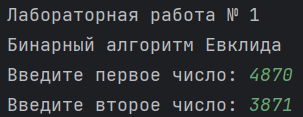 Лабораторная работа № 1
Бинарный алгоритм Евклида
Введите первое число: 4870
Введите второе число: 3871